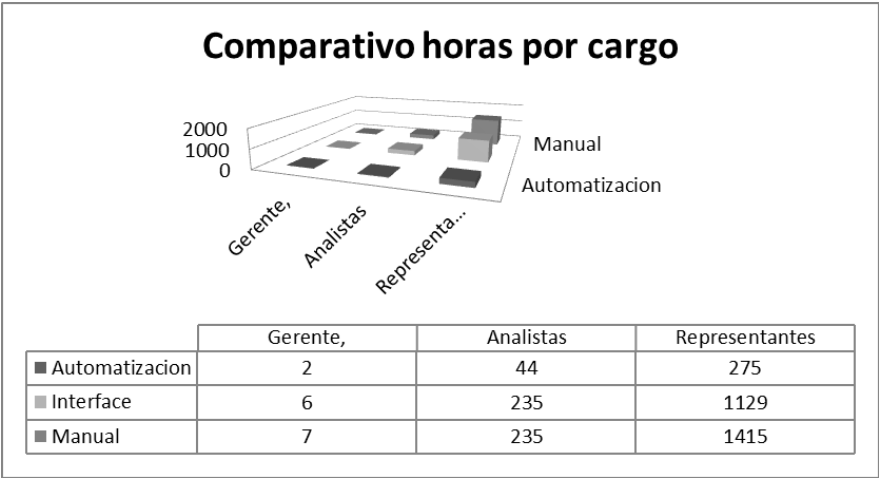 Comparativo horas por cargo
2000
1000
0
Manual
Automatizacion
Gerente,
Analistas
Representa...
Gerente, Analistas Representantes
Automatizacion 2 44 275
Interface 6 235 1129
Manual 7 235 1415